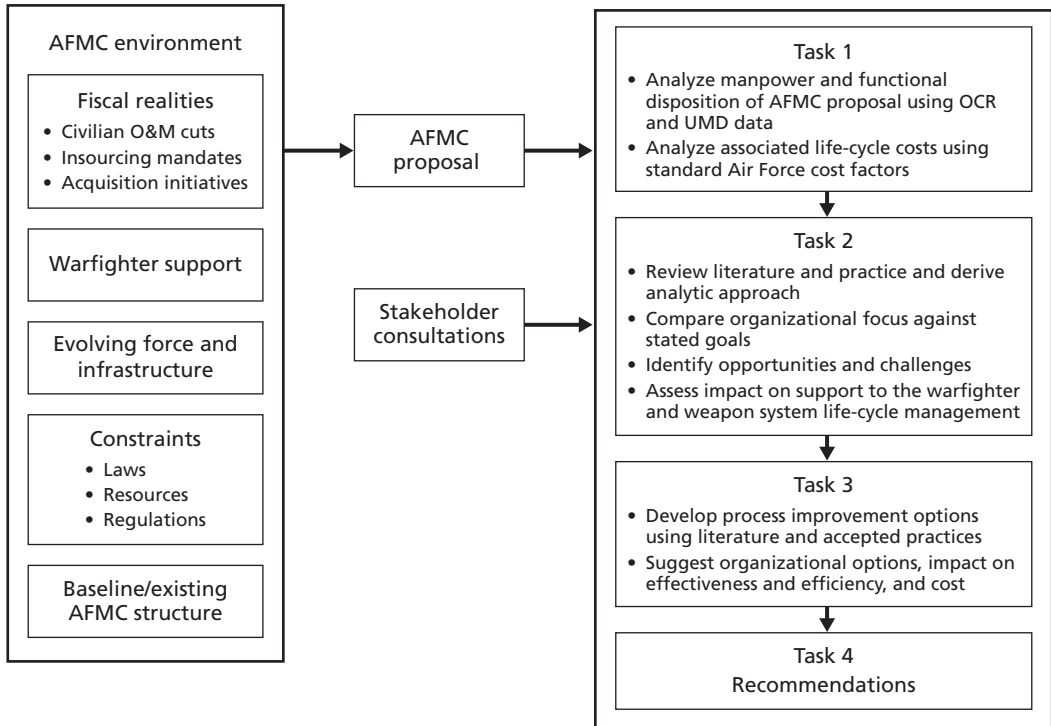 AFMC environment
Fiscal realities
• Civilian O&M cuts
• Insourcing mandates
• Acquisition initiatives
Warfighter support
Evolving force and
infrastructure
Constraints
• Laws
• Resources
• Regulations
Baseline/existing
AFMC structure
AFMC
proposal
Stakeholder
consultations
Task 1
• Analyze manpower and functional
disposition of AFMC proposal using OCR
and UMD data
• Analyze associated life-cycle costs using
standard Air Force cost factors
Task 2
• Review literature and practice and derive
analytic approach
• Compare organizational focus against
stated goals
• Identify opportunities and challenges
• Assess impact on support to the warfighter
and weapon system life-cycle management
Task 3
• Develop process improvement options
using literature and accepted practices
• Suggest organizational options, impact on
effectiveness and efficiency, and cost
Task 4
Recommendations